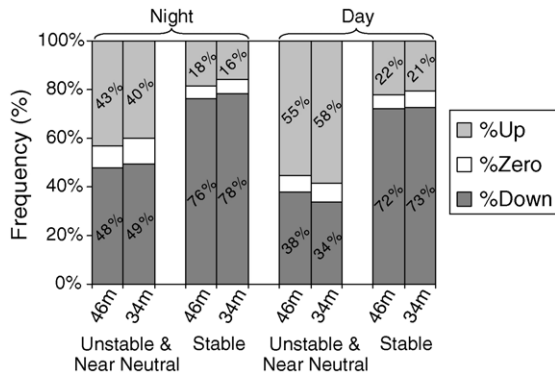 Night Day
100%
80%
60%
40%
20%
0%
Frequency (%)
43% 40% 18% 16% 55% 58% 22% 21%
48% 49% 76% 78% 38% 34% 72% 73%
46m 34m 46m 34m 46m 34m 46m 34m
Unstable & Stable Unstable & Stable
Near Neutral Near Neutral
%Up
%Zero
%Down